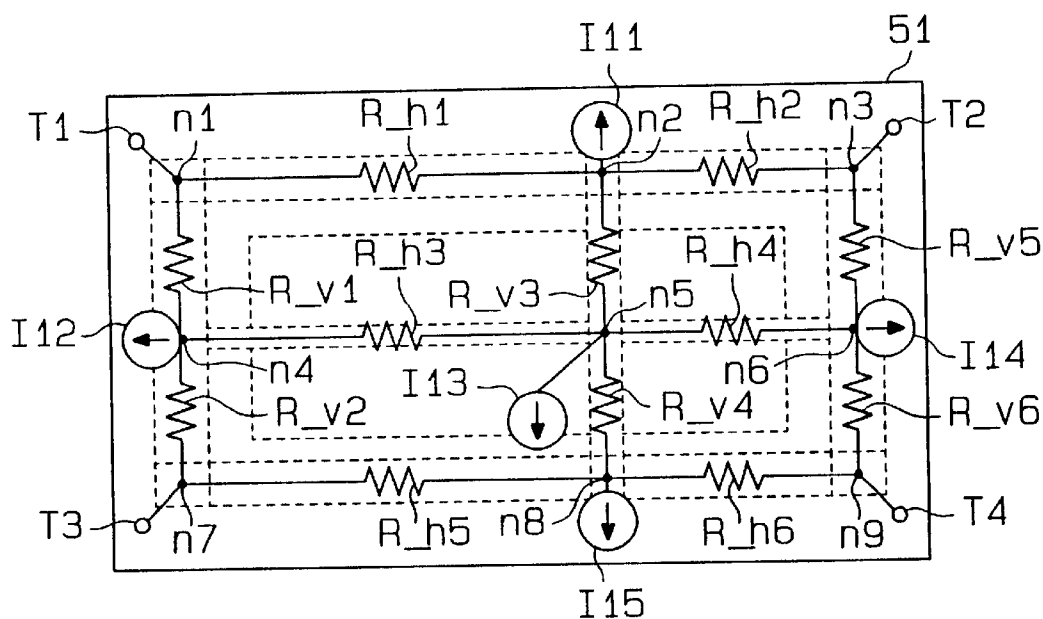 I11
51
T1
n1
R_h1
n2
R_h2
n3
T2
R_h3
R_h4
R_v5
R_v1
R_v3
n5
I12
n4
I13
n6
I14
R_v2
R_v4
R_v6
T3
n7
R_h5
n8
R_h6
n9
T4
I15